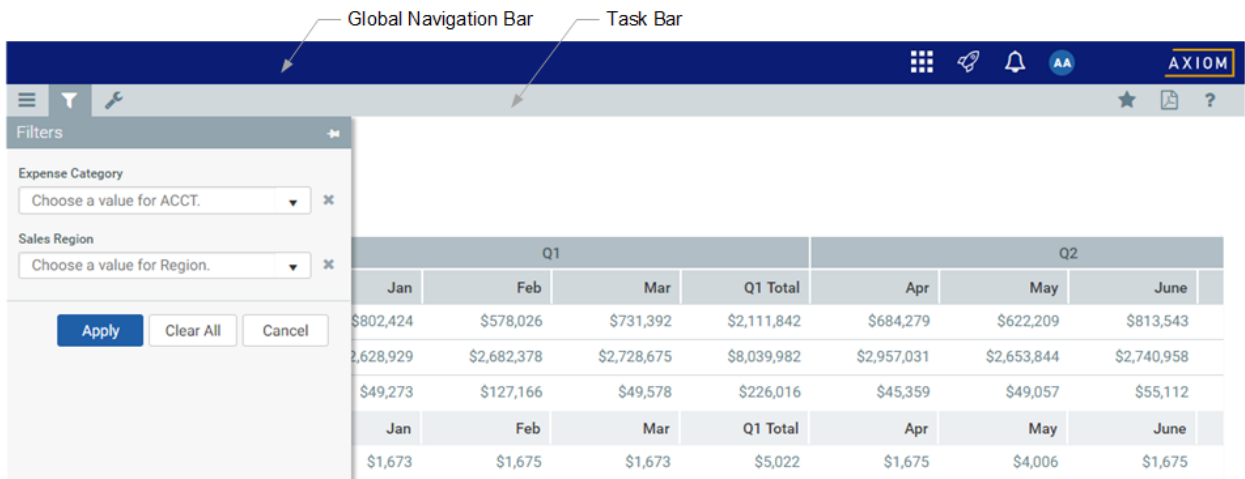 Global Navigation Bar Task Bar
AA AXIOM
?
Filters
Expense Category
Choose a value for ACCT.
Sales Region
Choose a value for Region.
Apply Clear All Cancel
Q1 Q2
Jan Feb Mar Q1 Total Apr May June
$802,424 $578,026 $731,392 $2,111,842 $684,279 $622,209 $813,543
2,628,929 $2,682,378 $2,728,675 $8,039,982 $2,957,031 $2,653,844 $2,740,958
$49,273 $127,166 $49,578 $226,016 $45,359 $49,057 $55,112
Jan Feb Mar Q1 Total Apr May June
$1,673 $1,675 $1,673 $5,022 $1,675 $4,006 $1,675